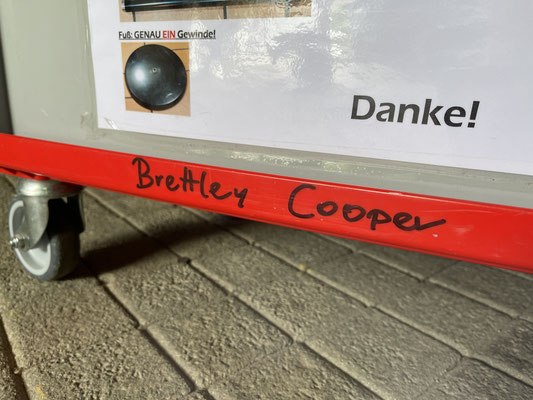 Fuß: GENAU EIN Gewinde!
Danke!
Brettley Cooper